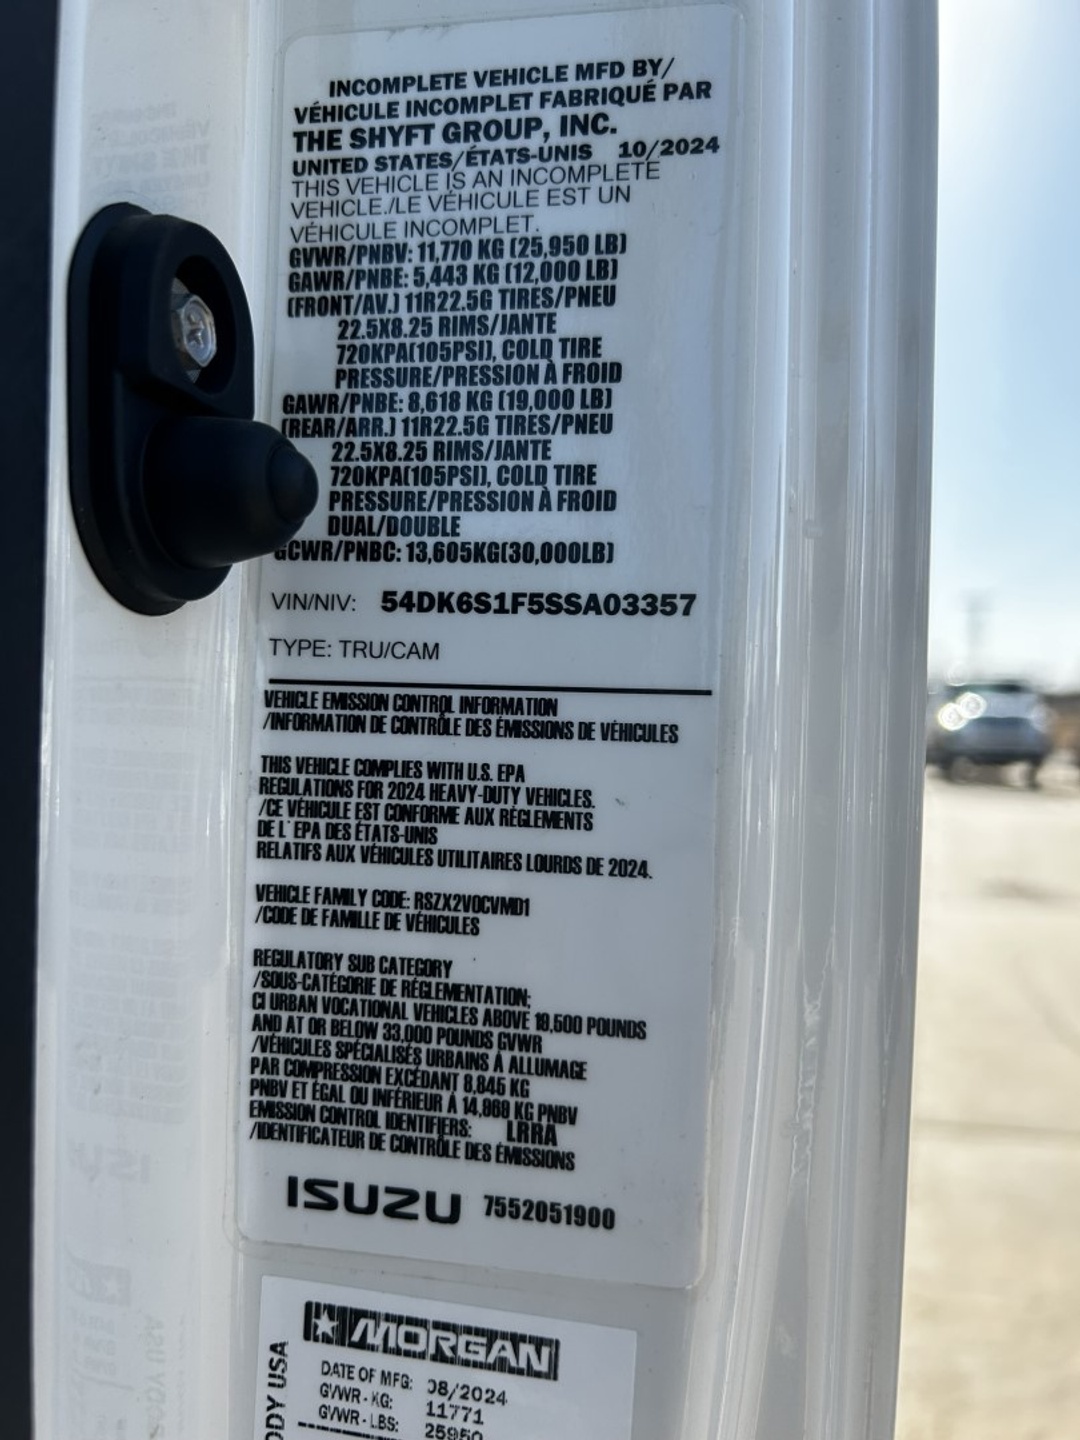 INCOMPLETE VEHICLE MFD BY/
VÉHICULE INCOMPLET FABRIQUÉ PAR
THE SHYFT GROUP, INC.
UNITED STATES/ÉTATS-UNIS 10/2024
THIS VEHICLE IS AN INCOMPLETE
VEHICLE./LE VÉHICULE EST UN
VÉHICULE INCOMPLET.
GVWR/PNBV: 11,770 KG (25,950 LB)
GAWR/PNBE: 5,443 KG (12,000 LB)
(FRONT/AV.) 11R22.5G TIRES/PNEU
22.5X8.25 RIMS/JANTE
720KPA(105PSI), COLD TIRE
PRESSURE/PRESSION À FROID
GAWR/PNBE: 8,618 KG (19,000 LB)
(REAR/ARR.) 11R22.5G TIRES/PNEU
22.5X8.25 RIMS/JANTE
720KPA(105PSI), COLD TIRE
PRESSURE/PRESSION À FROID
DUAL/DOUBLE
GCWR/PNBC: 13,605KG(30,000LB)
VIN/NIV: 54DK6S1F5SSA03357
TYPE: TRU/CAM
VEHICLE EMISSION CONTROL INFORMATION
/INFORMATION DE CONTRÔLE DES ÉMISSIONS DE VÉHICULES
THIS VEHICLE COMPLIES WITH U.S. EPA
REGULATIONS FOR 2024 HEAVY-DUTY VEHICLES.
/CE VÉHICULE EST CONFORME AUX RÈGLEMENTS
DE L'EPA DES ÉTATS-UNIS
RELATIFS AUX VÉHICULES UTILITAIRES LOURDS DE 2024.
VEHICLE FAMILY CODE: RSZX2VOCVMD1
/CODE DE FAMILLE DE VÉHICULES
REGULATORY SUB CATEGORY
/SOUS-CATÉGORIE DE RÉGLEMENTATION:
CI URBAN VOCATIONAL VEHICLES ABOVE 19,500 POUNDS
AND AT OR BELOW 33,000 POUNDS GVWR
/VÉHICULES SPÉCIALISÉS URBAINS À ALLUMAGE
PAR COMPRESSION EXCÉDANT 8,845 KG
PNBV ET ÉGAL OU INFÉRIEUR À 14,969 KG PNBV
EMISSION CONTROL IDENTIFIERS: LRRA
/IDENTIFICATEUR DE CONTRÔLE DES ÉMISSIONS
ISUZU 7552051900
MORGAN
DATE OF MFG: 08/2024
GVWR - KG: 11771
GVWR - LBS: 25950
USA